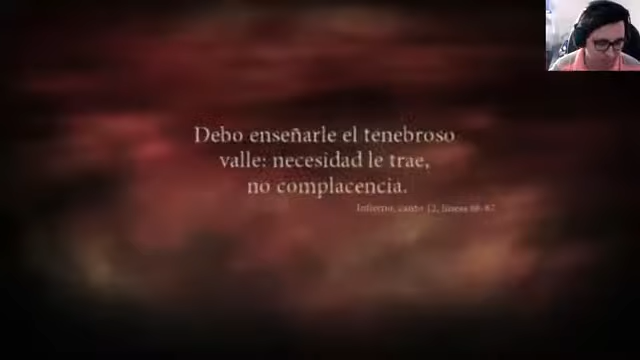 Debo enseñarle el tenebroso
valle: necesidad le trae,
no complacencia.
Infierno, canto 12, líneas 86-87